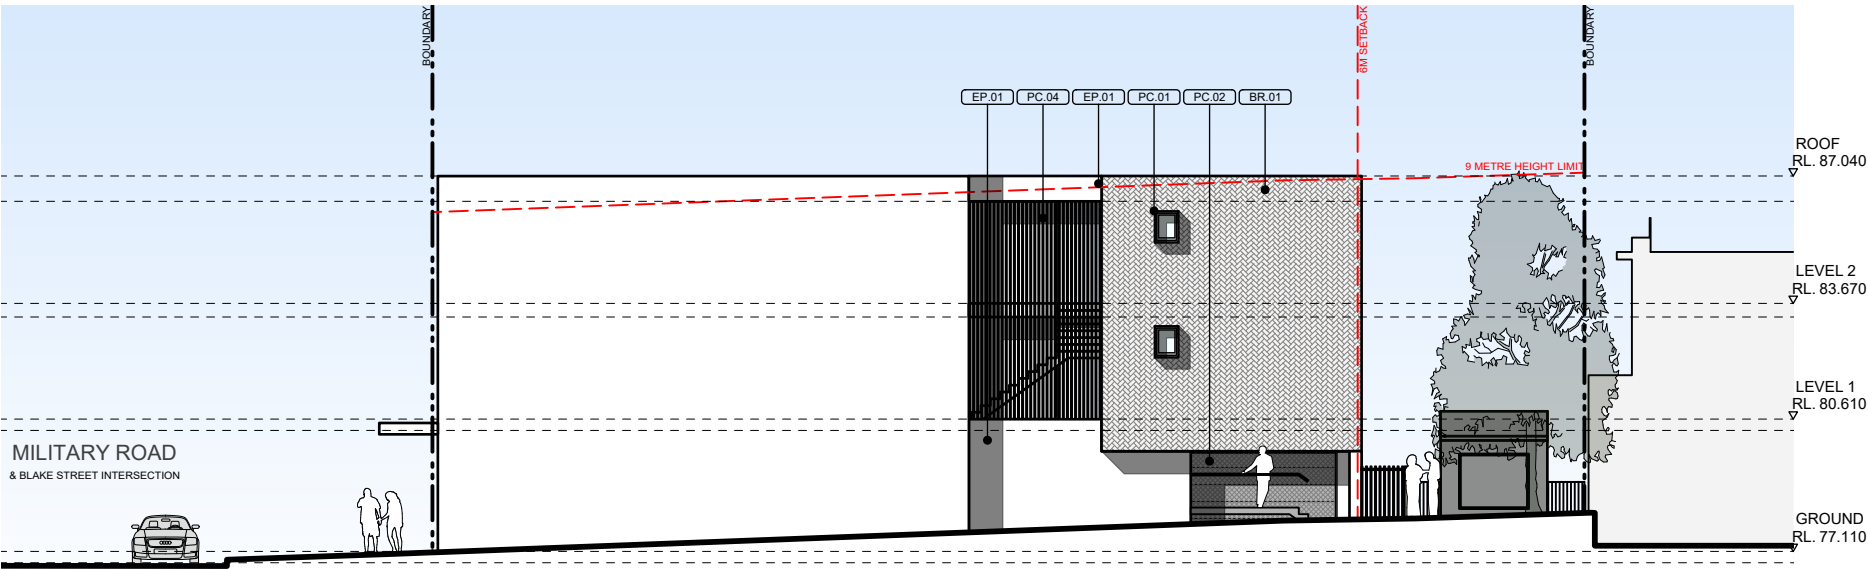 BOUNDARY
6M SETBACK
BOUNDARY
EP.01
PC.04
EP.01
PC.01
PC.02
BR.01
9 METRE HEIGHT LIMIT
ROOF
RL. 87.040
LEVEL 2
RL. 83.670
LEVEL 1
RL. 80.610
MILITARY ROAD
& BLAKE STREET INTERSECTION
GROUND
RL. 77.110